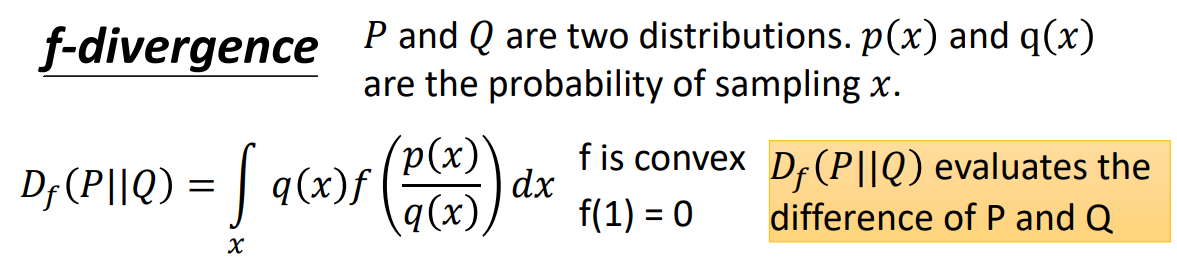 f-divergence
P and Q are two distributions. p(x) and q(x)
are the probability of sampling x.
D_f(P||Q) = ∫_x q(x)f(p(x)/q(x))dx
f is convex
f(1) = 0
D_f(P||Q) evaluates the
difference of P and Q